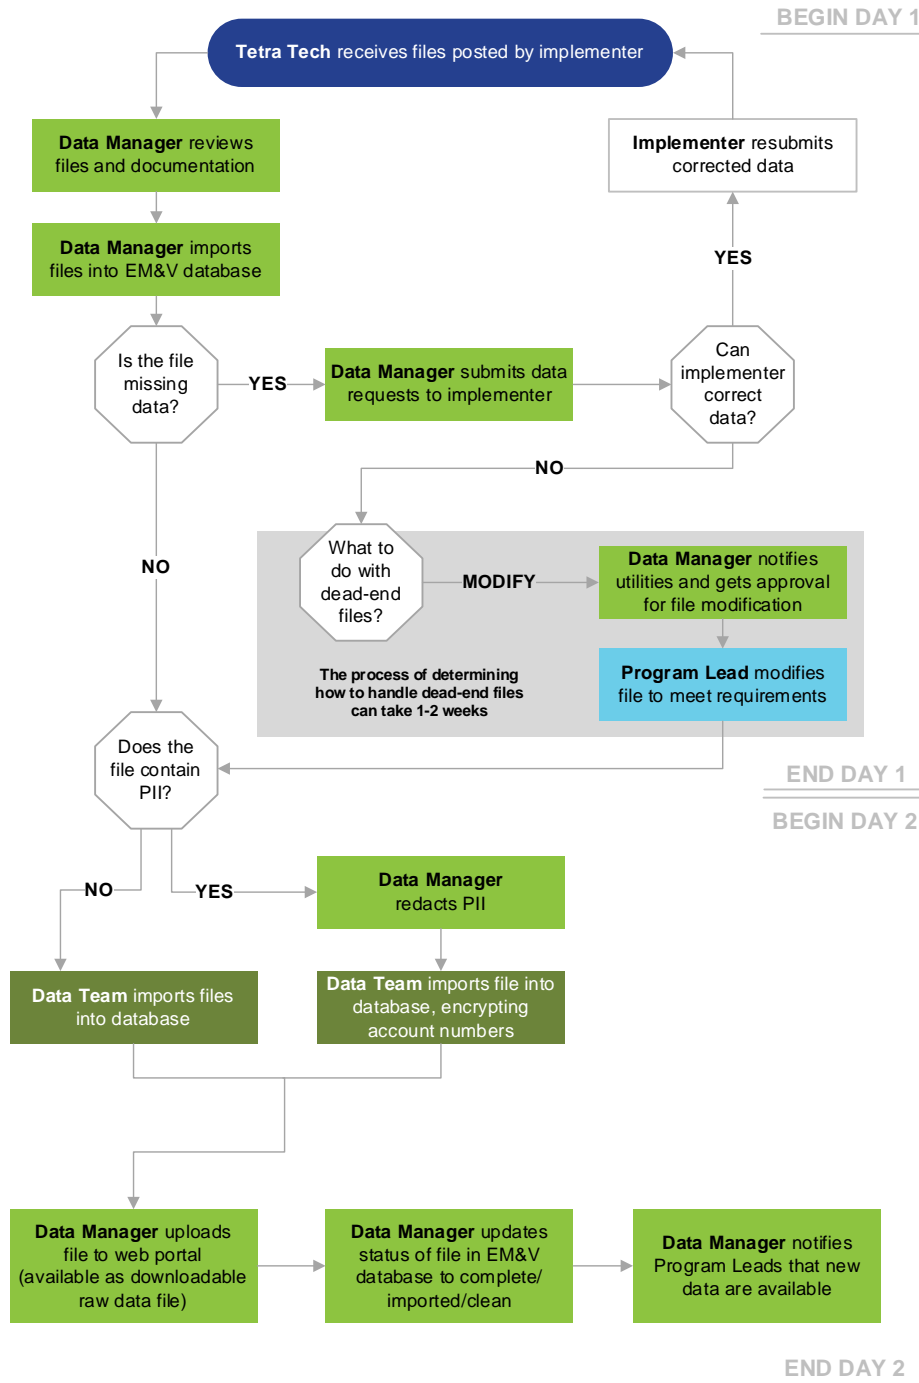 BEGIN DAY 1
Tetra Tech receives files posted by implementer
Data Manager reviews
files and documentation
Implementer resubmits
corrected data
Data Manager imports
files into EM&V database
YES
Is the file
missing
data?
YES
Data Manager submits data
requests to implementer
Can
implementer
correct
data?
NO
NO
What to
do with
dead-end
files?
MODIFY
Data Manager notifies
utilities and gets approval
for file modification
The process of determining
how to handle dead-end files
can take 1-2 weeks
Program Lead modifies
file to meet requirements
Does the
file contain
PII?
END DAY 1
BEGIN DAY 2
NO
YES
Data Manager
redacts PII
Data Team imports files
into database
Data Team imports file into
database, encrypting
account numbers
Data Manager uploads
file to web portal
(available as downloadable
raw data file)
Data Manager updates
status of file in EM&V
database to complete/
imported/clean
Data Manager notifies
Program Leads that new
data are available
END DAY 2